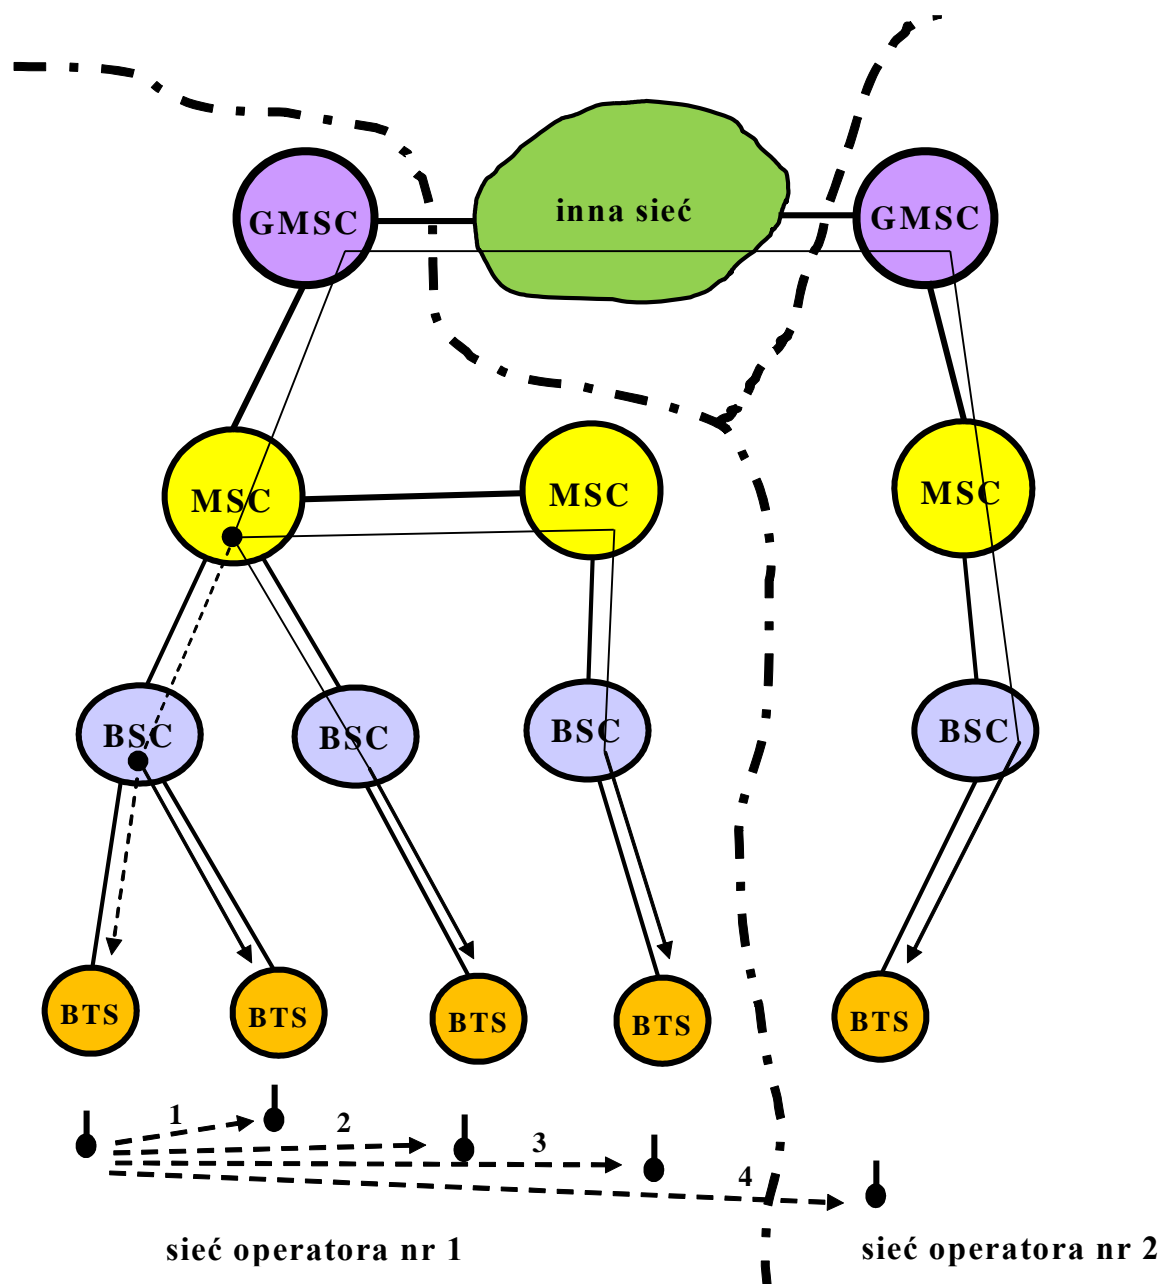 GMSC
inna sieć
GMSC
MSC
MSC
MSC
BSC
BSC
BSC
BSC
BTS
BTS
BTS
BTS
BTS
1
2
3
4
sieć operatora nr 1
sieć operatora nr 2